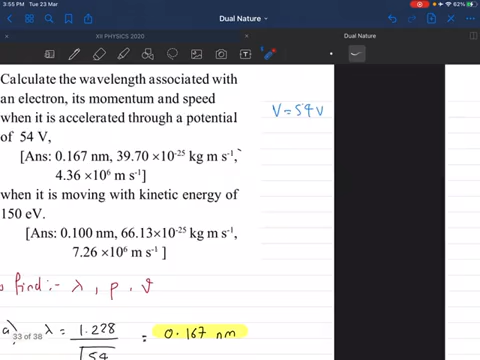 3:55 PM Tue 23 Mar
62%
Dual Nature
XII PHYSICS 2020
Dual Nature
Calculate the wavelength associated with
an electron, its momentum and speed
when it is accelerated through a potential
of 54 V,
[Ans: 0.167 nm, 39.70 ×10⁻²⁵ kg m s⁻¹,
4.36 ×10⁶ m s⁻¹]
when it is moving with kinetic energy of
150 eV.
[Ans: 0.100 nm, 66.13×10⁻²⁵ kg m s⁻¹,
7.26 ×10⁶ m s⁻¹ ]
V = 54 V
find :- λ , p , v
a) λ = 1.228 / √54 = 0.167 nm
33 of 38